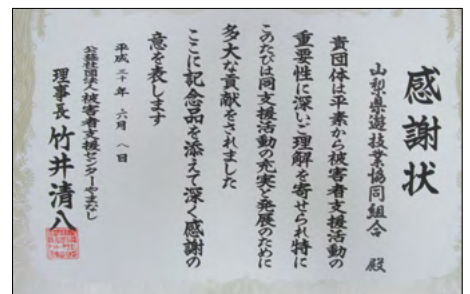 感謝状
山梨県遊技業協同組合 殿
貴団体は平素から被害者支援活動の
重要性に深いご理解を寄せられ特に
このたびは同支援活動の充実と発展のために
多大な貢献をされました
ここに記念品を添えて深く感謝の
意を表します
平成三十年 六月 八日
公益社団法人被害者支援センターやまなし
理事長 竹井清八